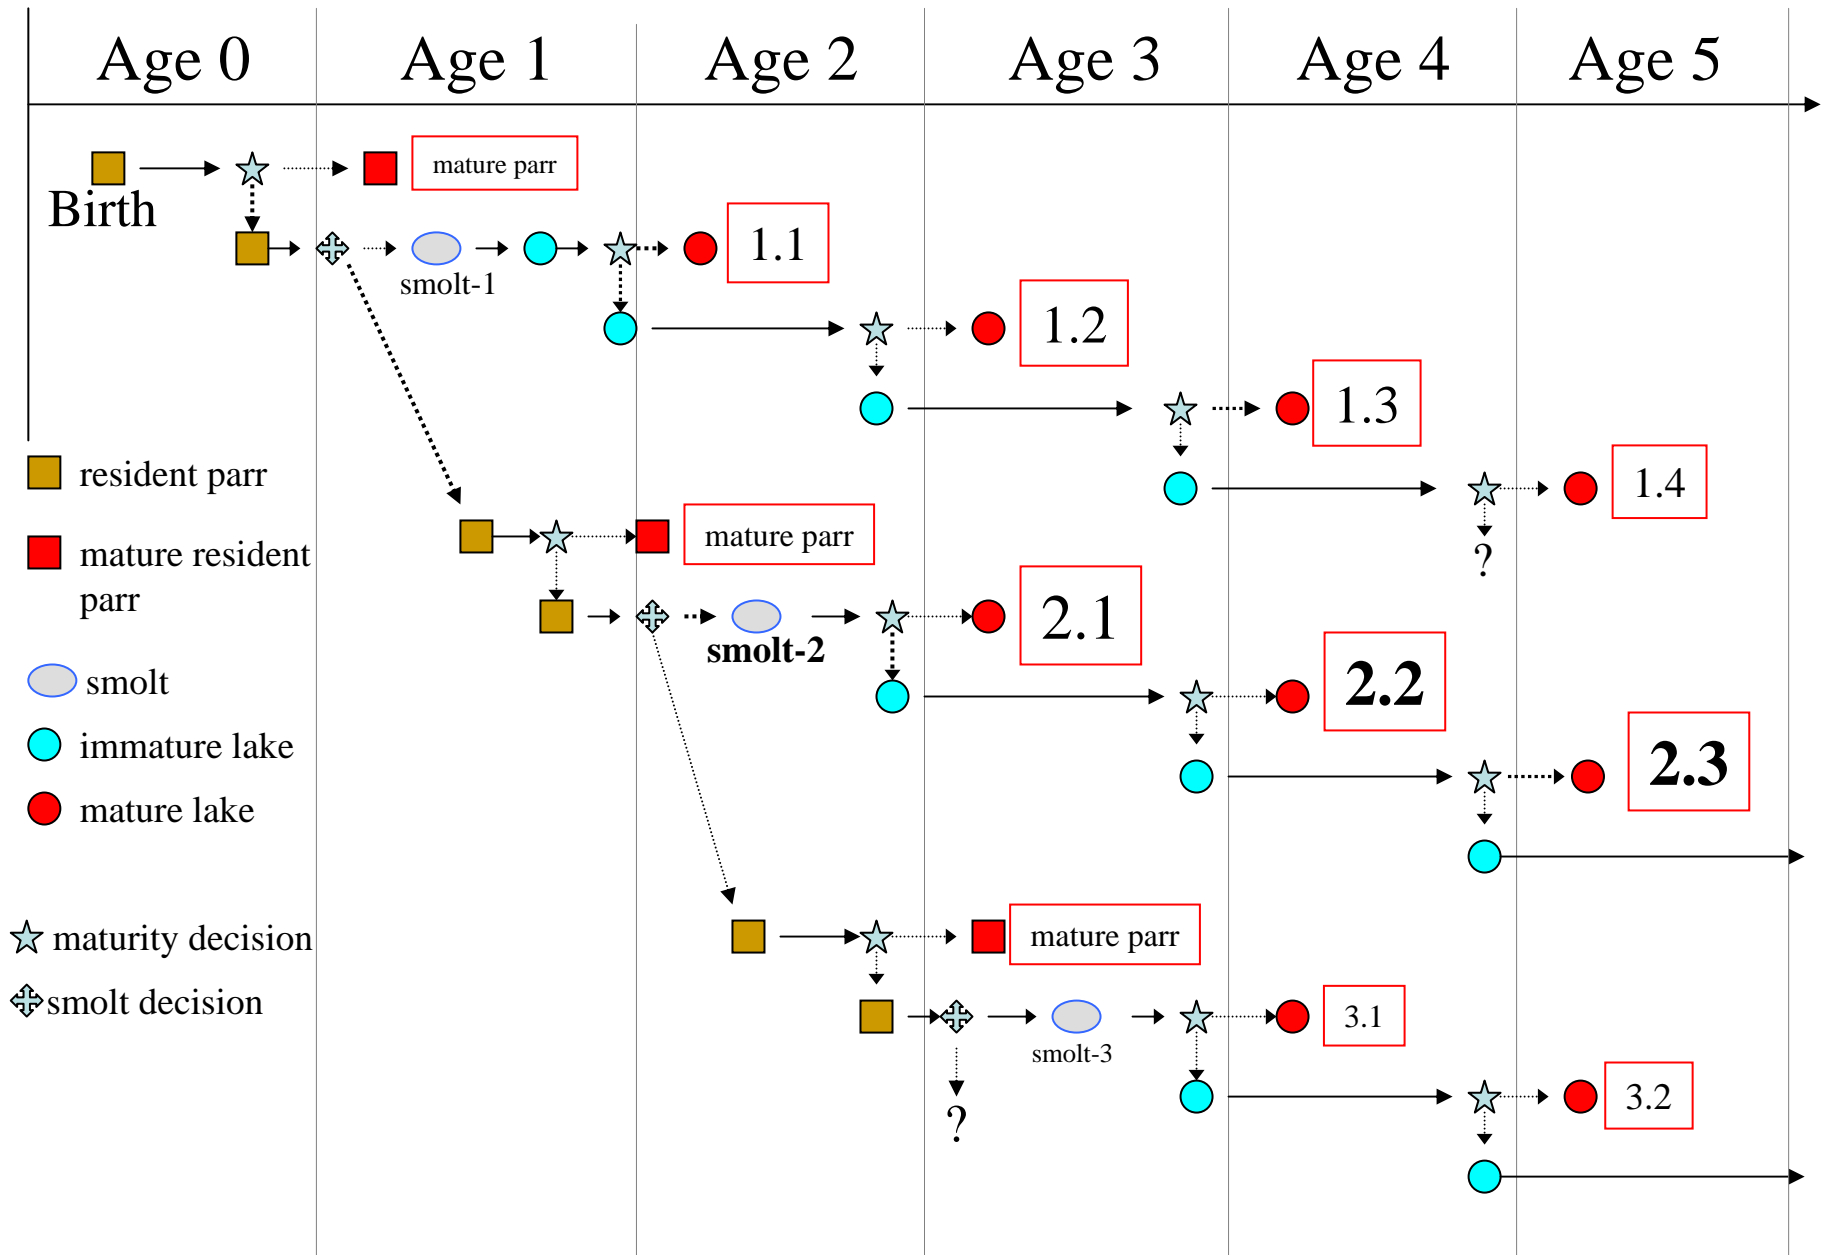 Age 0
Age 1
Age 2
Age 3
Age 4
Age 5
mature parr
Birth
1.1
smolt-1
1.2
1.3
resident parr
1.4
mature resident
parr
mature parr
?
2.1
smolt-2
smolt
2.2
immature lake
2.3
mature lake
maturity decision
mature parr
smolt decision
3.1
smolt-3
3.2
?